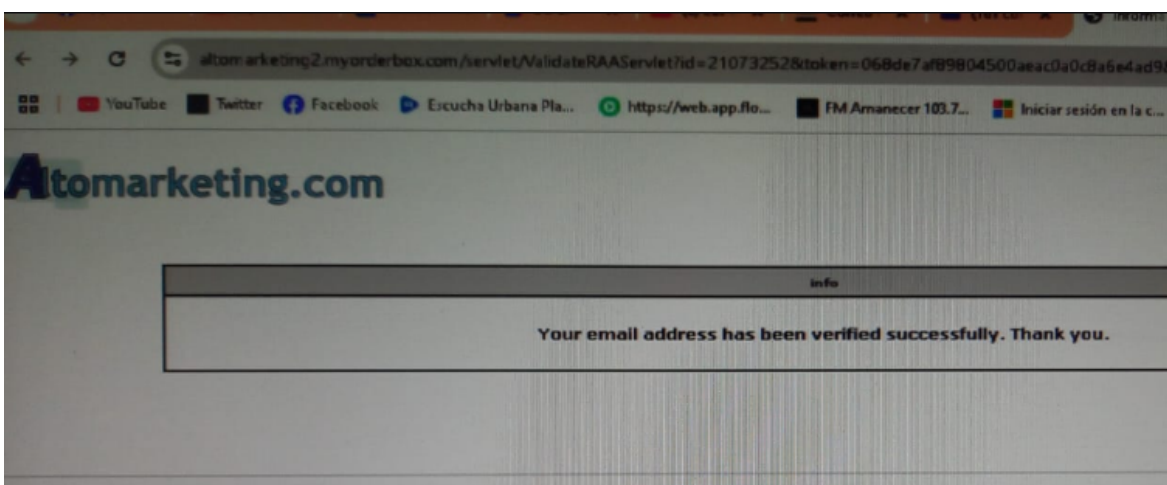 altomarketing2.myorderbox.com/servlet/ValidateRAAServlet?id=21073252&token=068de7af89804500aeac0a0c8a6e4ad98
YouTube Twitter Facebook Escucha Urbana Pla... https://web.app.flo... FM Amanecer 103.7... Iniciar sesión en la c...
Altomarketing.com
info
Your email address has been verified successfully. Thank you.